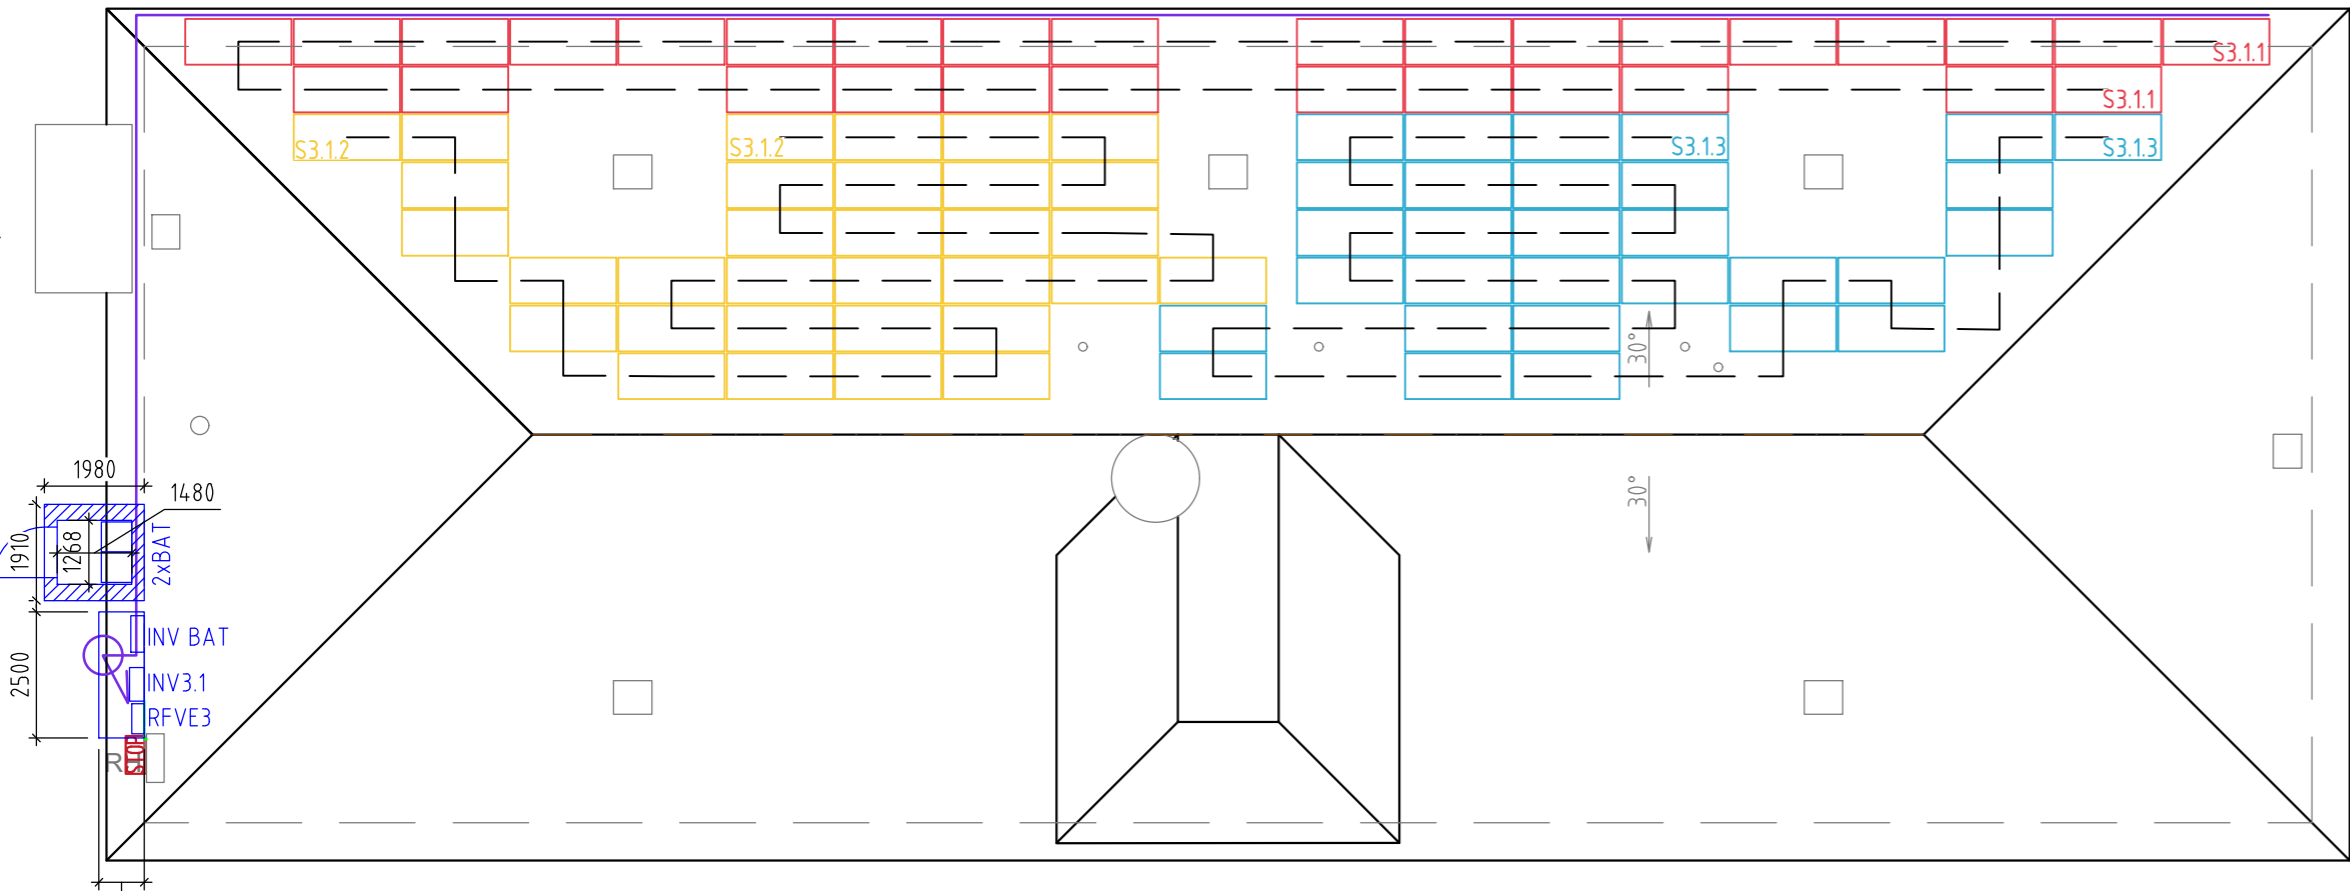 S3.1.1
S3.1.1
S3.1.2
S3.1.2
S3.1.3
S3.1.3
30°
30°
1980
1480
1910
1268
2xBAT
INV BAT
2500
INV3.1
RFVE3
STOP